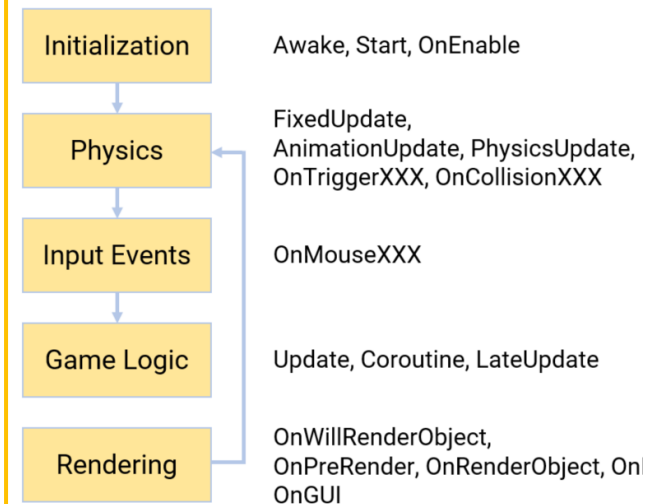 Initialization
Awake, Start, OnEnable
Physics
FixedUpdate,
AnimationUpdate, PhysicsUpdate,
OnTriggerXXX, OnCollisionXXX
Input Events
OnMouseXXX
Game Logic
Update, Coroutine, LateUpdate
Rendering
OnWillRenderObject,
OnPreRender, OnRenderObject,
OnGUI